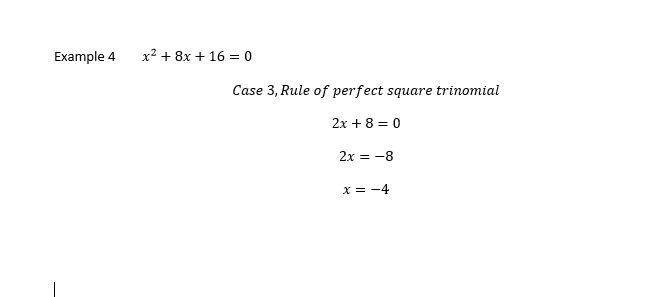 Example 4 x² + 8x + 16 = 0
Case 3, Rule of perfect square trinomial
2x + 8 = 0
2x = −8
x = −4